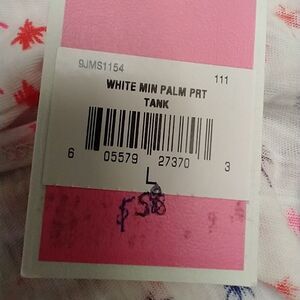 9JMS1154 111
WHITE MIN PALM PRT
TANK
6 05579 27370 3
L
$58